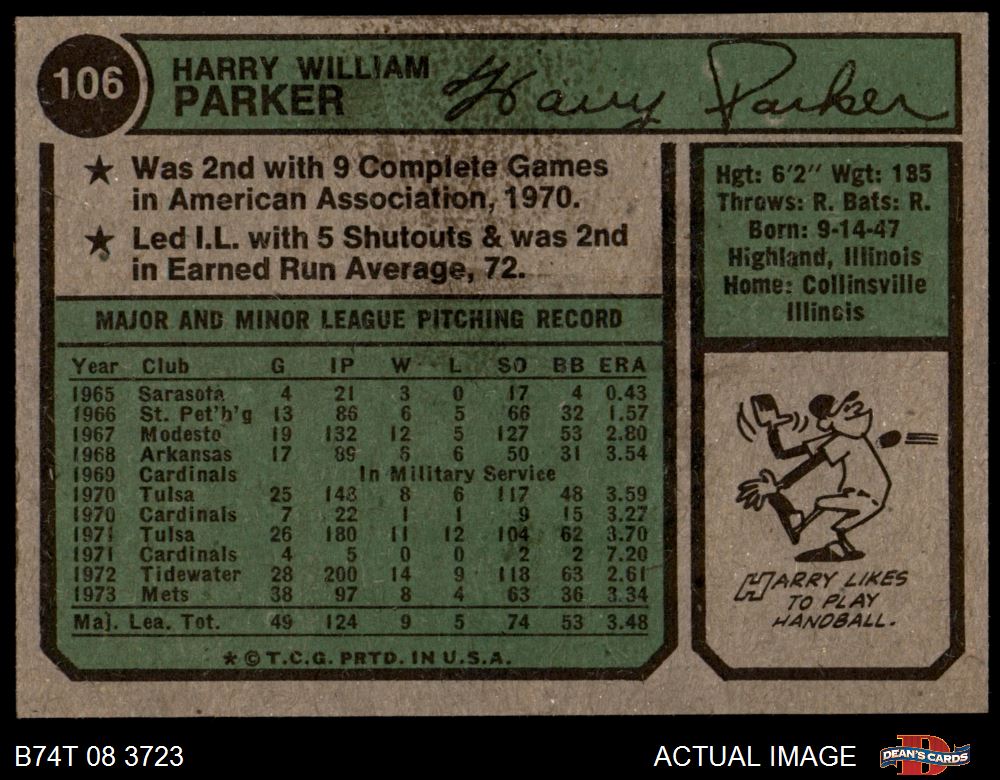 106
HARRY WILLIAM
PARKER
Harry Parker
★ Was 2nd with 9 Complete Games
in American Association, 1970.
★ Led I.L. with 5 Shutouts & was 2nd
in Earned Run Average, 72.
Hgt: 6'2" Wgt: 185
Throws: R. Bats: R.
Born: 9-14-47
Highland, Illinois
Home: Collinsville
Illinois
MAJOR AND MINOR LEAGUE PITCHING RECORD
Year Club G IP W L SO BB ERA
1965 Sarasota 4 21 3 0 17 4 0.43
1966 St. Pet'b'g 13 86 6 5 66 32 1.57
1967 Modesto 19 132 12 5 127 53 2.80
1968 Arkansas 17 89 6 6 50 31 3.54
1969 Cardinals In Military Service
1970 Tulsa 25 148 8 6 117 48 3.59
1970 Cardinals 7 22 1 1 9 15 3.27
1971 Tulsa 26 180 11 12 104 62 3.70
1971 Cardinals 4 5 0 0 2 2 7.20
1972 Tidewater 28 200 14 9 118 63 2.61
1973 Mets 38 97 8 4 63 36 3.34
Maj. Lea. Tot. 49 124 9 5 74 53 3.48
★ © T.C.G. PRTD. IN U.S.A.
HARRY LIKES
TO PLAY
HANDBALL.
B74T 08 3723
ACTUAL IMAGE
DEAN'S CARDS